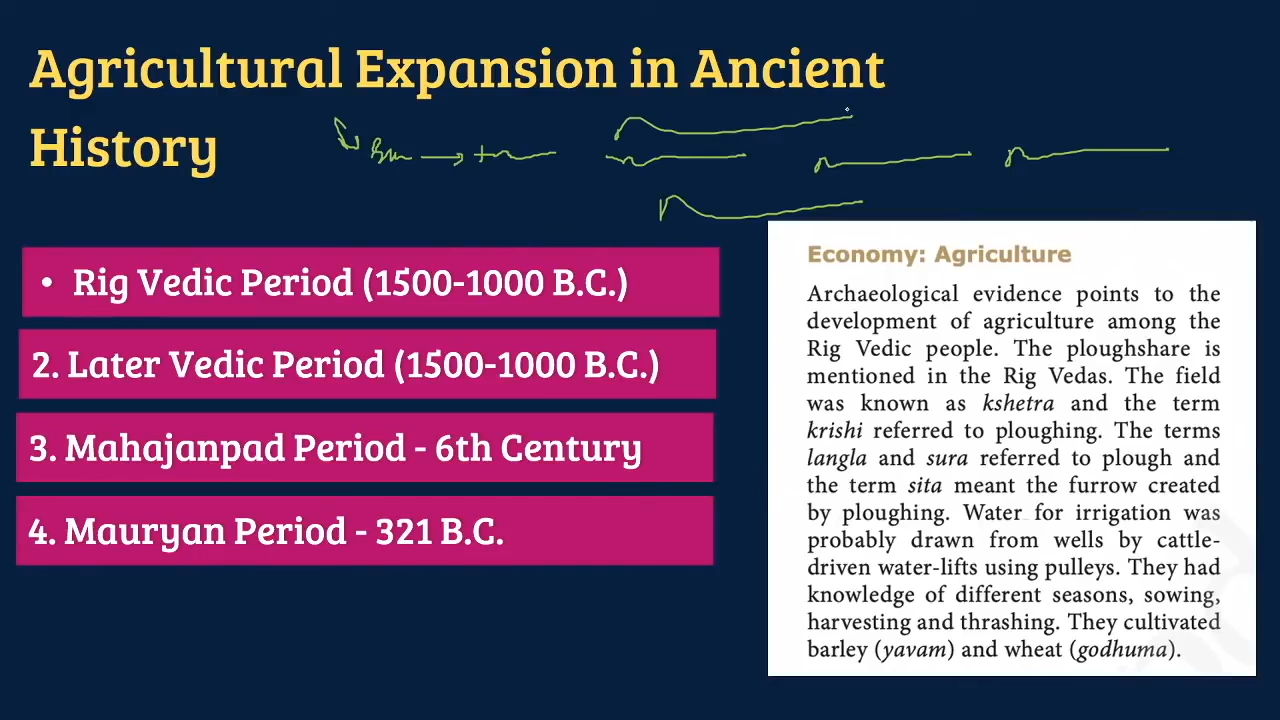 Agricultural Expansion in Ancient
History
• Rig Vedic Period (1500-1000 B.C.)
2. Later Vedic Period (1500-1000 B.C.)
3. Mahajanpad Period - 6th Century
4. Mauryan Period - 321 B.C.
Economy: Agriculture
Archaeological evidence points to the
development of agriculture among the
Rig Vedic people. The ploughshare is
mentioned in the Rig Vedas. The field
was known as kshetra and the term
krishi referred to ploughing. The terms
langla and sura referred to plough and
the term sita meant the furrow created
by ploughing. Water for irrigation was
probably drawn from wells by cattle-
driven water-lifts using pulleys. They had
knowledge of different seasons, sowing,
harvesting and thrashing. They cultivated
barley (yavam) and wheat (godhuma).